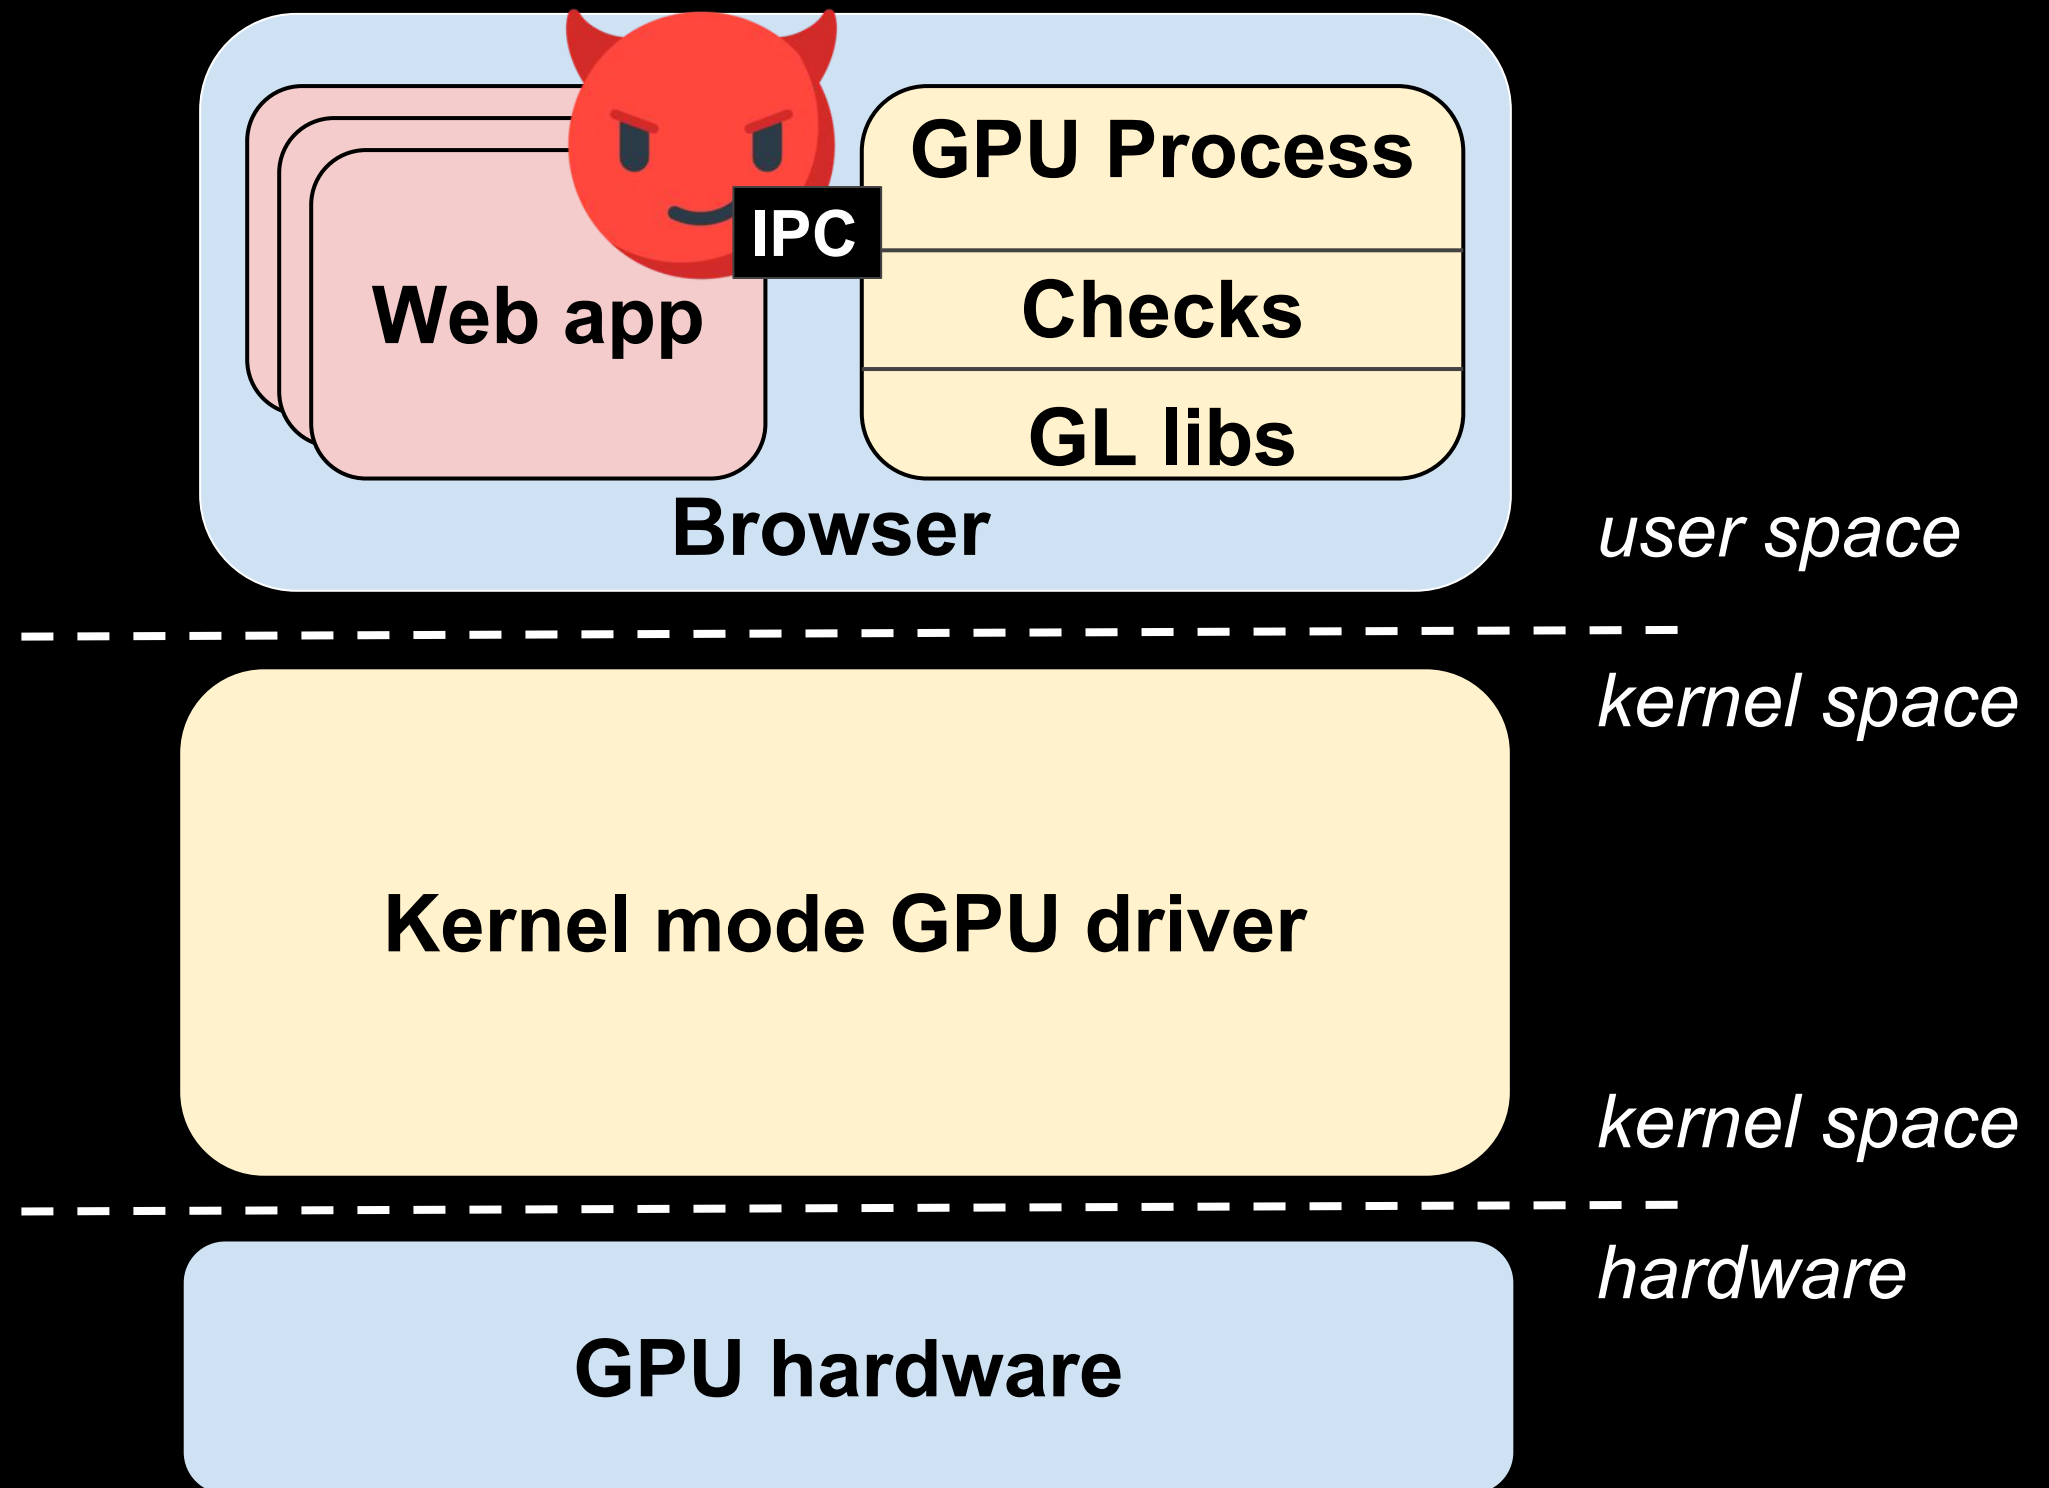 GPU Process
IPC
Checks
Web app
GL libs
Browser
user space
kernel space
Kernel mode GPU driver
kernel space
hardware
GPU hardware